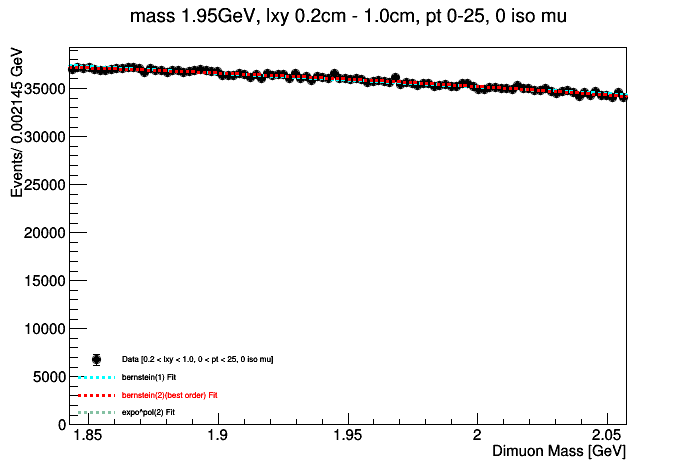 mass 1.95GeV, lxy 0.2cm - 1.0cm, pt 0-25, 0 iso mu
Events/ 0.002145 GeV
35000
30000
25000
20000
15000
10000
5000
0
Data [0.2 < lxy < 1.0, 0 < pt < 25, 0 iso mu]
bernstein(1) Fit
bernstein(2)(best order) Fit
expo^pol(2) Fit
1.85 1.9 1.95 2 2.05
Dimuon Mass [GeV]